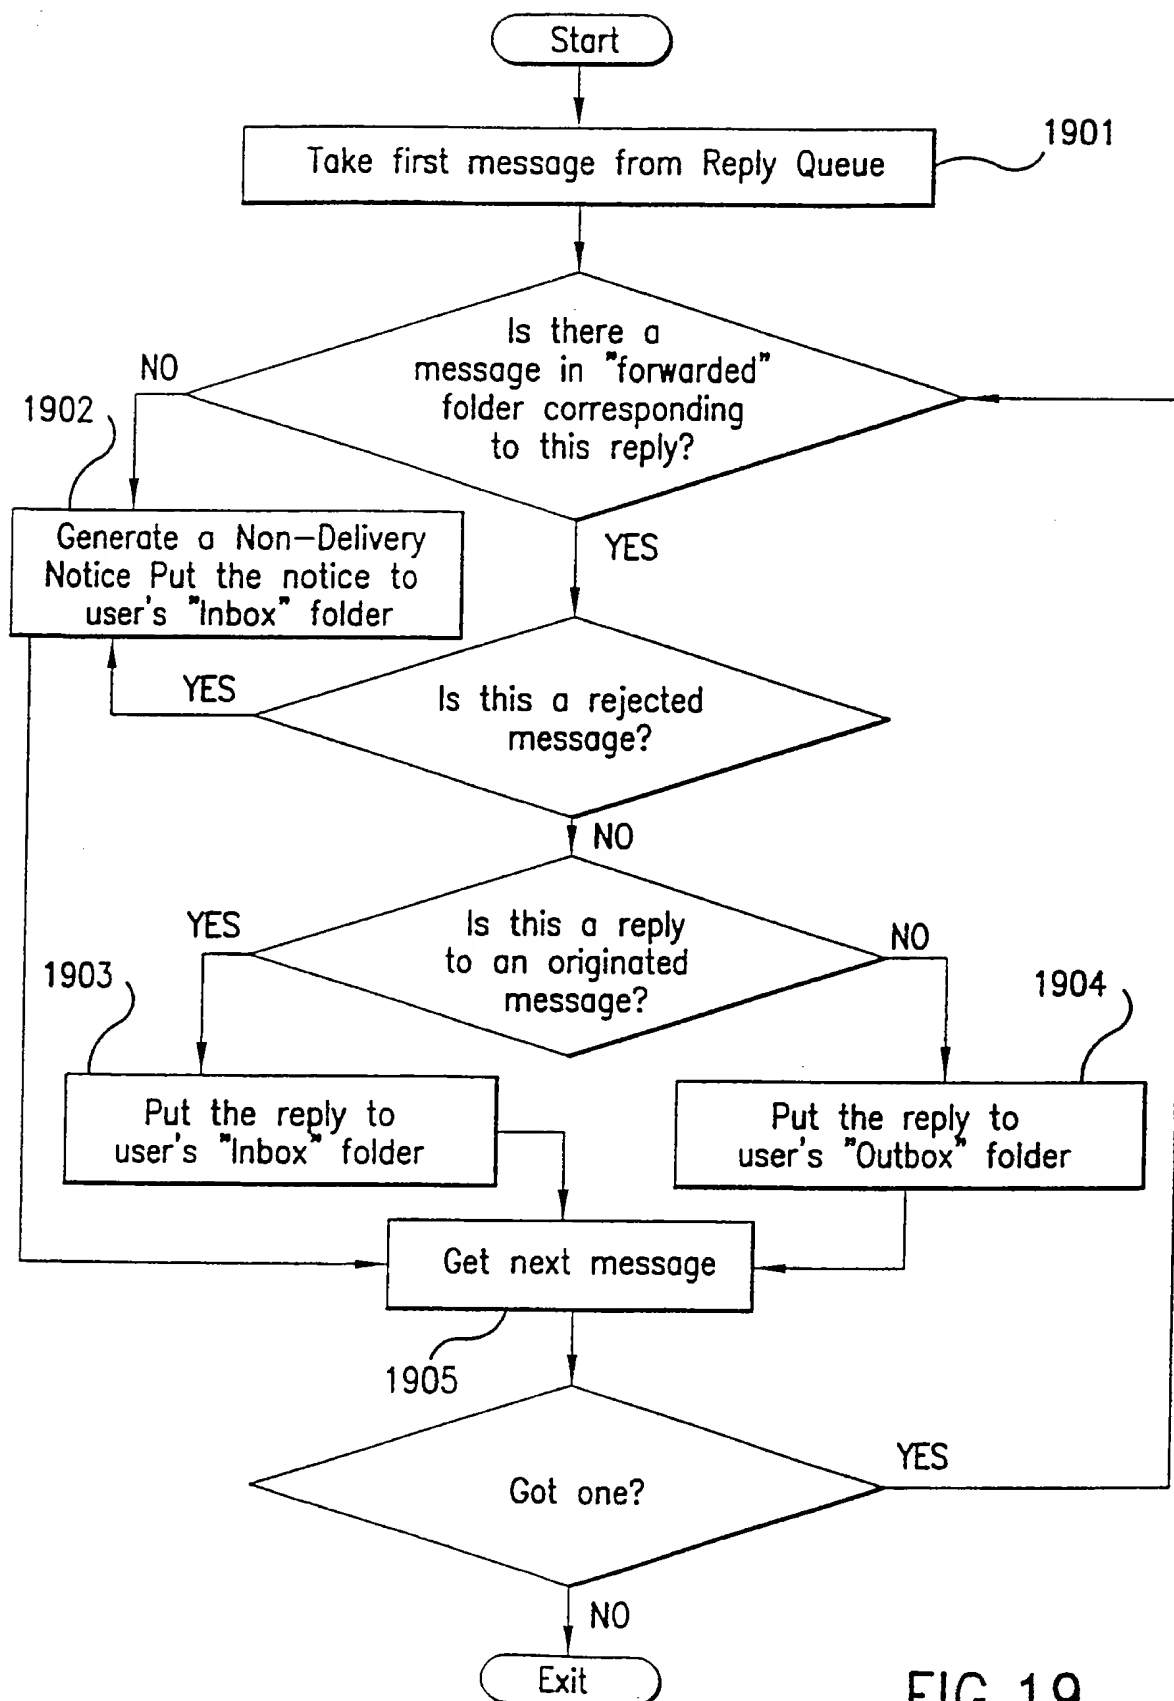 Start
Take first message from Reply Queue
1901
Is there a
message in "forwarded"
folder corresponding
to this reply?
NO
1902
YES
Generate a Non-Delivery
Notice Put the notice to
user's "Inbox" folder
YES
Is this a rejected
message?
NO
YES
Is this a reply
to an originated
message?
NO
1903
1904
Put the reply to
user's "Inbox" folder
Put the reply to
user's "Outbox" folder
Get next message
1905
Got one?
YES
NO
Exit
FIG.19